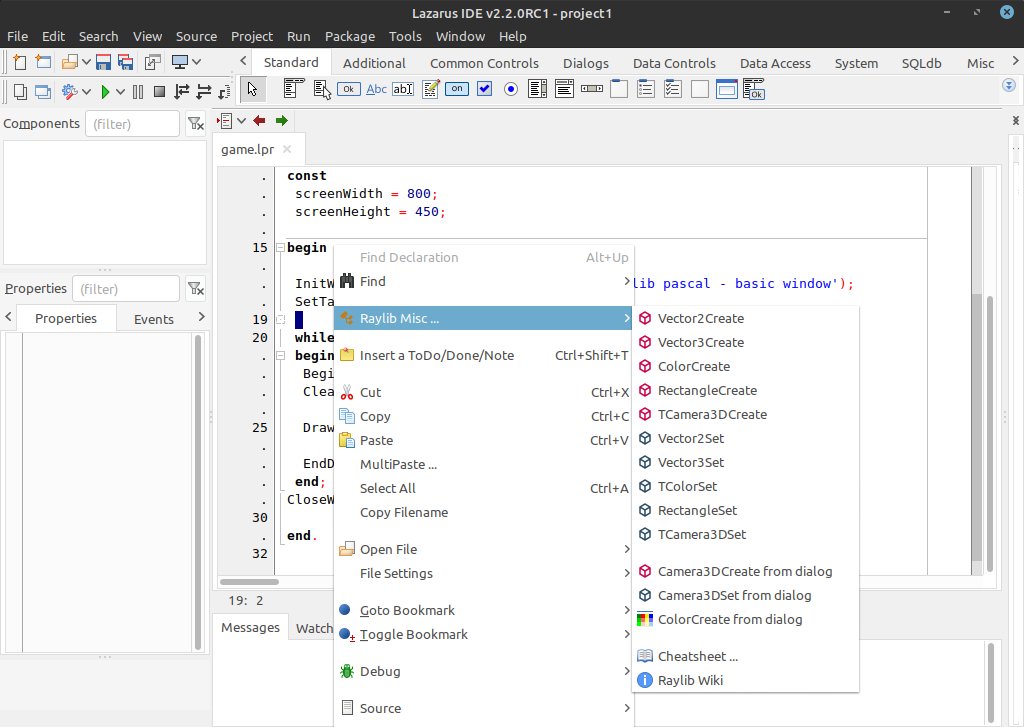 Lazarus IDE v2.2.0RC1 - project1
File Edit Search View Source Project Run Package Tools Window Help
Standard Additional Common Controls Dialogs Data Controls Data Access System SQLdb Misc
Ok Abc abI on Ok
Components (filter)
game.lpr
. const
. screenWidth = 800;
. screenHeight = 450;
.
15 begin
.
. InitW lib pascal - basic window');
. SetTa
19
20 while
. begin
. Begi
. Clea
.
25 Draw
.
. EndD
. end;
. CloseW
30
. end.
32
Properties (filter)
Properties Events
19: 2
Messages Watch
Find Declaration Alt+Up
Find
Raylib Misc ...
Insert a ToDo/Done/Note Ctrl+Shift+T
Cut Ctrl+X
Copy Ctrl+C
Paste Ctrl+V
MultiPaste ...
Select All Ctrl+A
Copy Filename
Open File
File Settings
Goto Bookmark
Toggle Bookmark
Debug
Source
Vector2Create
Vector3Create
ColorCreate
RectangleCreate
TCamera3DCreate
Vector2Set
Vector3Set
TColorSet
RectangleSet
TCamera3DSet
Camera3DCreate from dialog
Camera3DSet from dialog
ColorCreate from dialog
Cheatsheet ...
Raylib Wiki